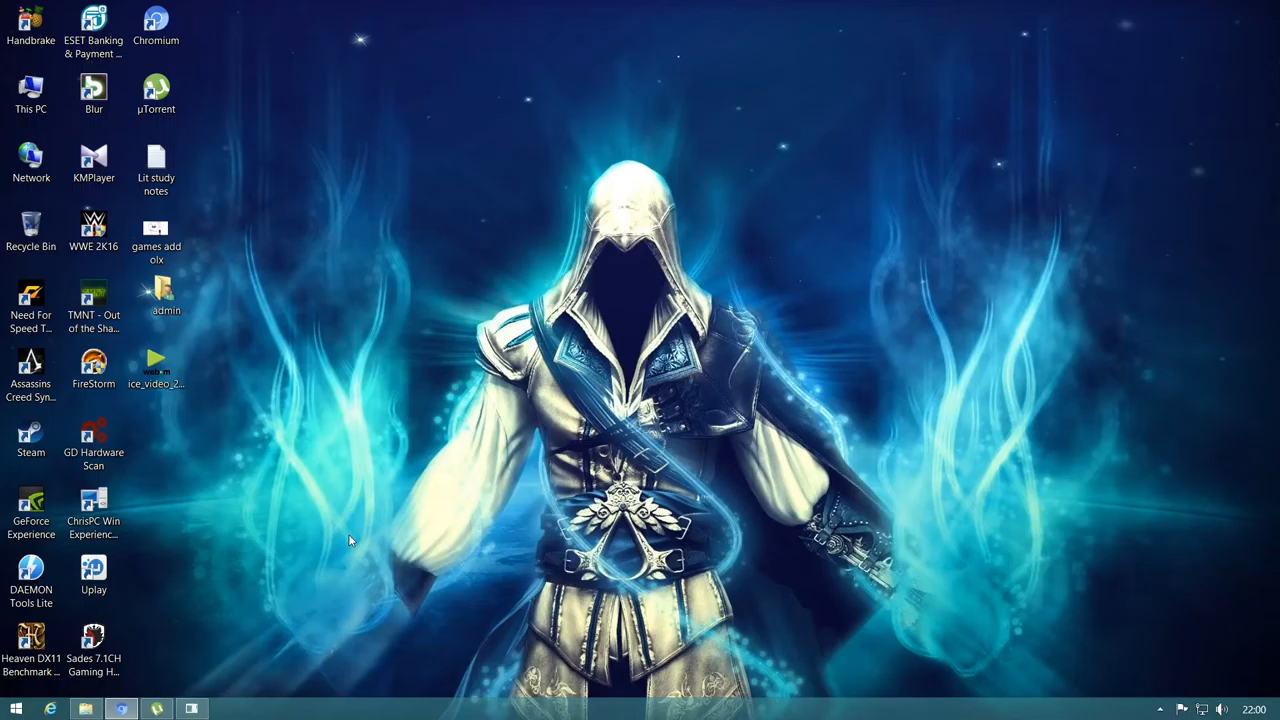 Handbrake
ESET Banking
& Payment ...
Chromium
This PC
Blur
µTorrent
Network
KMPlayer
Lit study
notes
Recycle Bin
WWE 2K16
games add
olx
Need For
Speed T...
TMNT - Out
of the Sha...
admin
Assassins
Creed Syn...
FireStorm
ice_video_2...
Steam
GD Hardware
Scan
GeForce
Experience
ChrisPC Win
Experienc...
DAEMON
Tools Lite
Uplay
Heaven DX11
Benchmark ...
Sades 7.1CH
Gaming H...
22:00